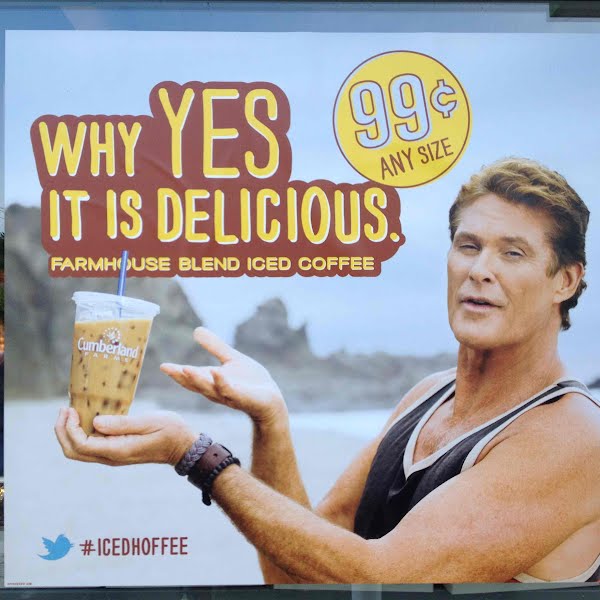 WHY YES
IT IS DELICIOUS.
FARMHOUSE BLEND ICED COFFEE
99¢
ANY SIZE
Cumberland
FARMS
#ICEDHOFFEE